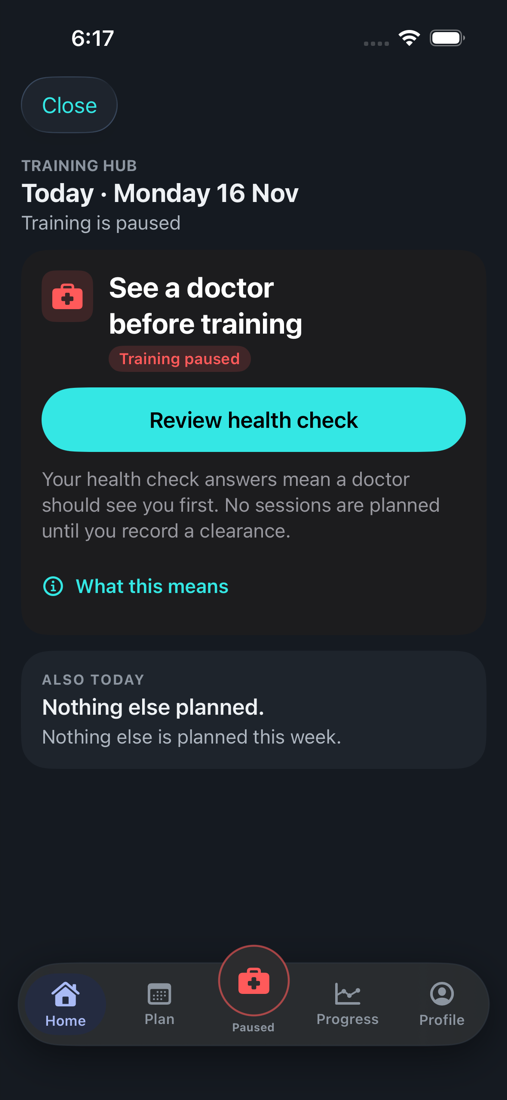 6:17
Close
TRAINING HUB
Today · Monday 16 Nov
Training is paused
See a doctor
before training
Training paused
Review health check
Your health check answers mean a doctor
should see you first. No sessions are planned
until you record a clearance.
What this means
ALSO TODAY
Nothing else planned.
Nothing else is planned this week.
Home
Plan
Paused
Progress
Profile